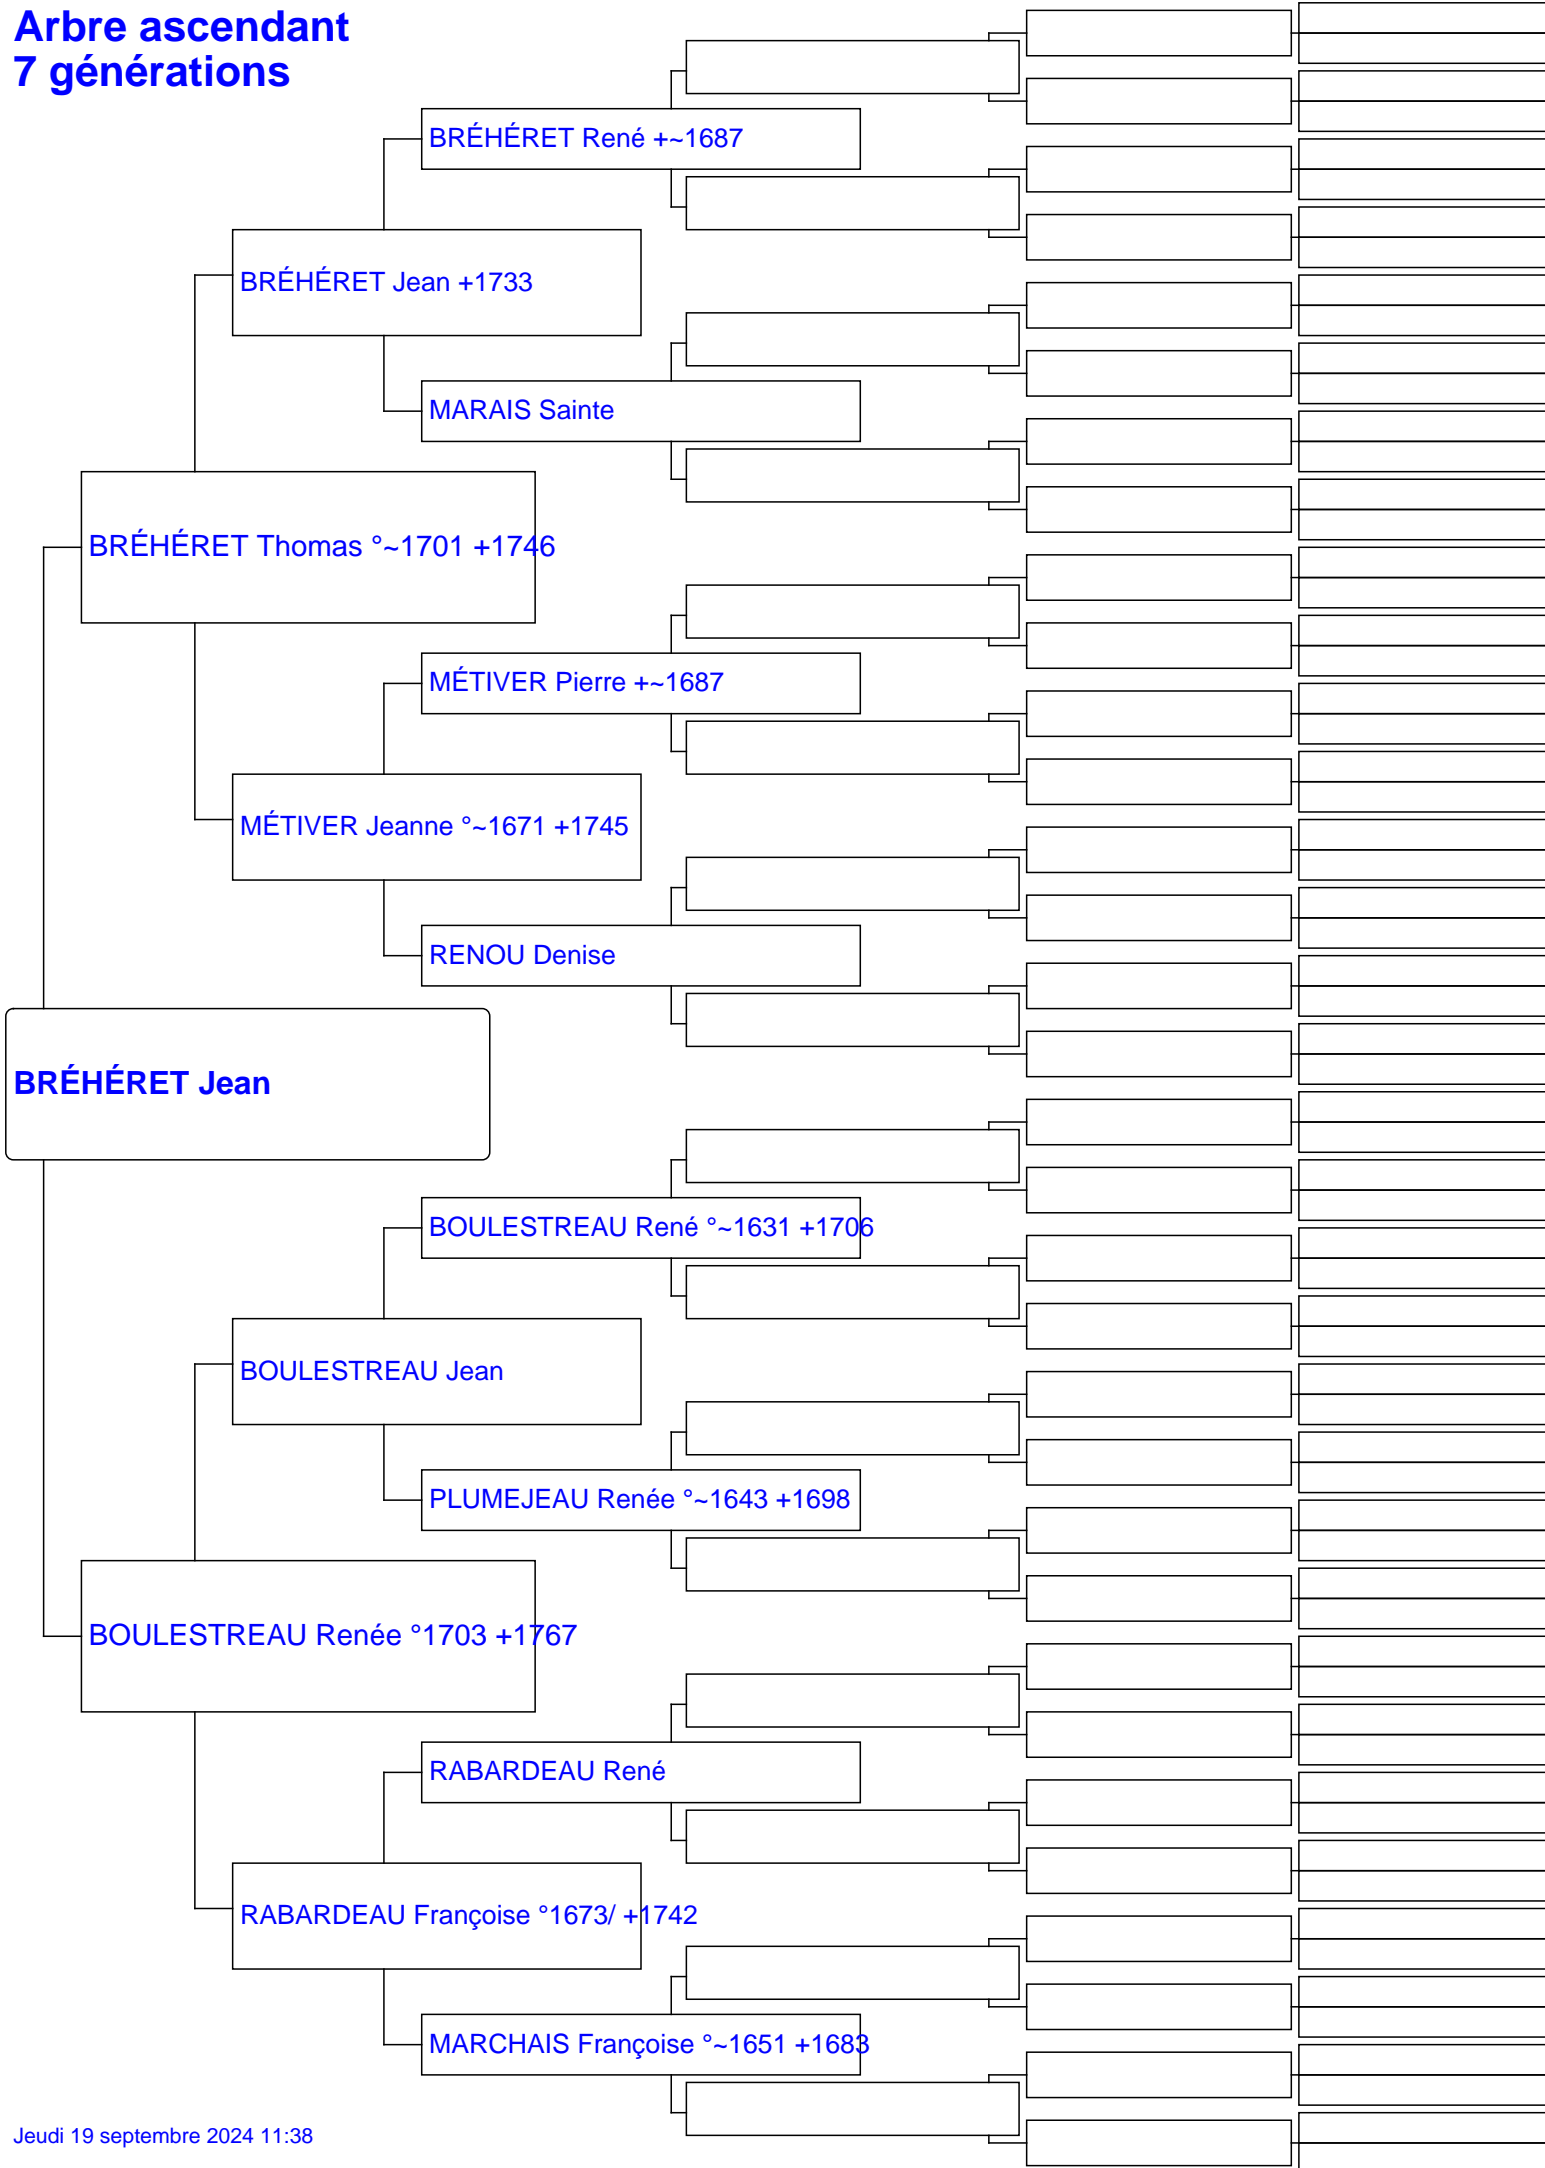 Arbre ascendant
7 générations
BRÉHÉRET René +~1687
BRÉHÉRET Jean +1733
MARAIS Sainte
BRÉHÉRET Thomas °~1701 +1746
MÉTIVER Pierre +~1687
MÉTIVER Jeanne °~1671 +1745
RENOU Denise
BRÉHÉRET Jean
BOULESTREAU René °~1631 +1706
BOULESTREAU Jean
PLUMEJEAU Renée °~1643 +1698
BOULESTREAU Renée °1703 +1767
RABARDEAU René
RABARDEAU Françoise °1673/ +1742
MARCHAIS Françoise °~1651 +1683
Jeudi 19 septembre 2024 11:38